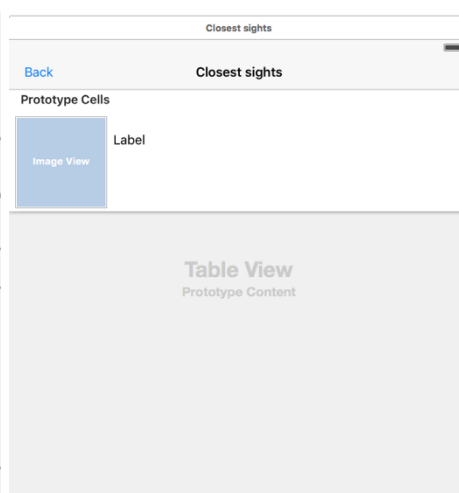 Closest sights
Back
Closest sights
Prototype Cells
Image View
Label
Table View
Prototype Content